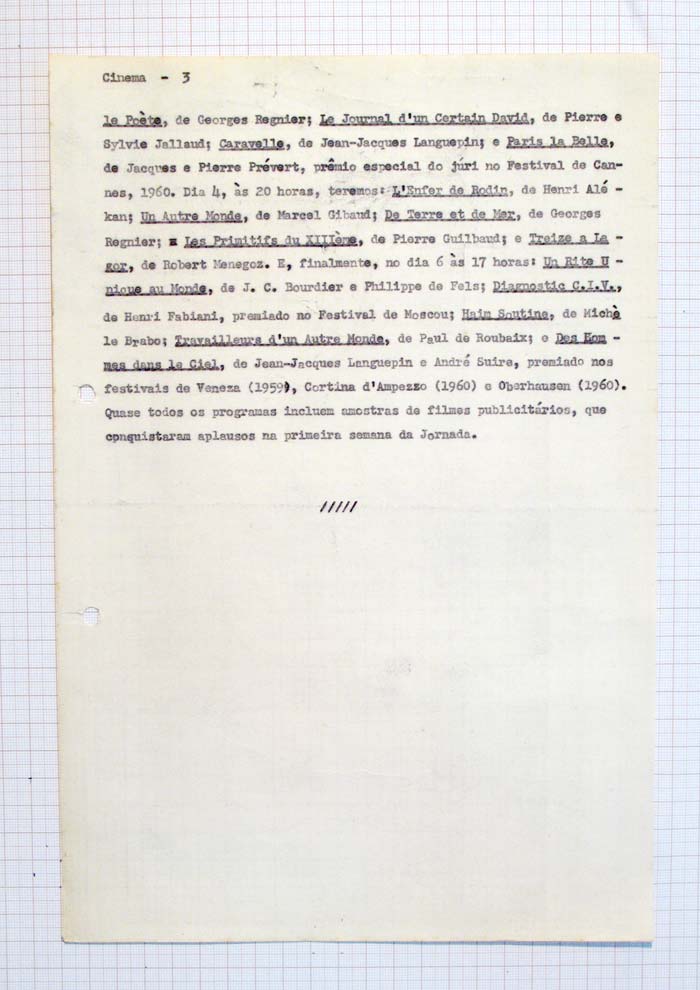 Cinema - 3
le Poète, de Georges Regnier; Le Journal d'un Certain David, de Pierre e
Sylvie Jallaud; Caravelle, de Jean-Jacques Languepin; e Paris la Belle,
de Jacques e Pierre Prévert, prêmio especial do júri no Festival de Can-
nes, 1960. Dia 4, às 20 horas, teremos: L'Enfer de Rodin, de Henri Alé -
kan; Un Autre Monde, de Marcel Gibaud; De Terre et de Mer, de Georges
Regnier; Les Primitifs du XIIIème, de Pierre Guilbaud; e Treize a La -
gor, de Robert Menegoz. E, finalmente, no dia 6 às 17 horas: Un Rite U -
nique au Monde, de J. C. Bourdier e Philippe de Fels; Diagnostic C.I.V.,
de Henri Fabiani, premiado no Festival de Moscou; Haim Soutine, de Michè
le Brabo; Travailleurs d'un Autre Monde, de Paul de Roubaix; e Des Hom -
mes dans le Ciel, de Jean-Jacques Languepin e André Suire, premiado nos
festivais de Veneza (1959), Cortina d'Ampezzo (1960) e Oberhausen (1960).
Quase todos os programas incluem amostras de filmes publicitários, que
conquistaram aplausos na primeira semana da Jornada.
/////